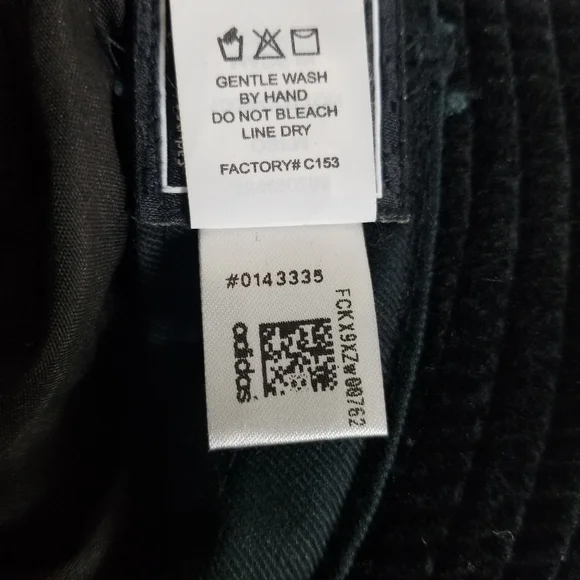 GENTLE WASH
BY HAND
DO NOT BLEACH
LINE DRY
FACTORY# C153
#0143335
adidas
FCKX9XZW00762